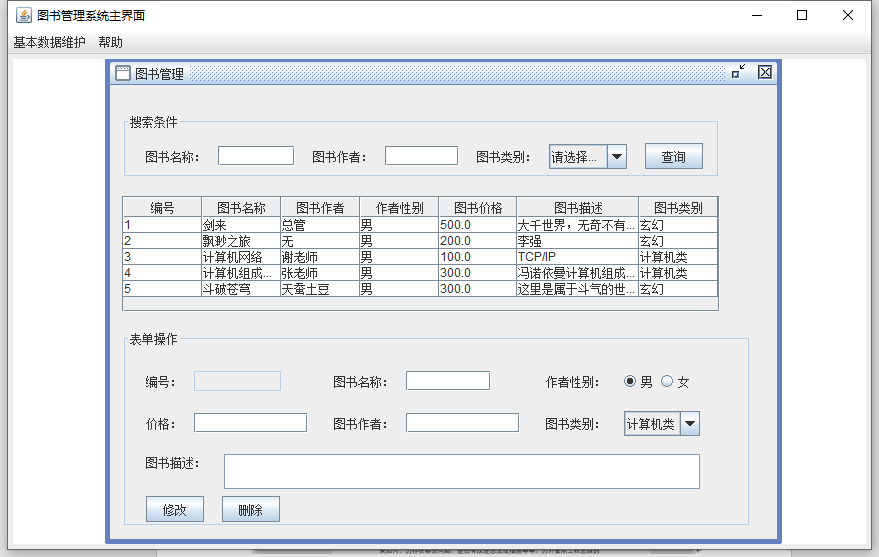 图书管理系统主界面
基本数据维护 帮助
图书管理
搜索条件
图书名称： 图书作者： 图书类别： 请选择... 查询
编号 图书名称 图书作者 作者性别 图书价格 图书描述 图书类别
1 剑来 总管 男 500.0 大千世界，无奇不有... 玄幻
2 飘渺之旅 无 男 200.0 李强 玄幻
3 计算机网络 谢老师 男 100.0 TCP/IP 计算机类
4 计算机组成... 张老师 男 300.0 冯诺依曼计算机组成... 计算机类
5 斗破苍穹 天蚕土豆 男 300.0 这里是属于斗气的世... 玄幻
表单操作
编号： 图书名称： 作者性别： 男 女
价格： 图书作者： 图书类别： 计算机类
图书描述：
修改 删除